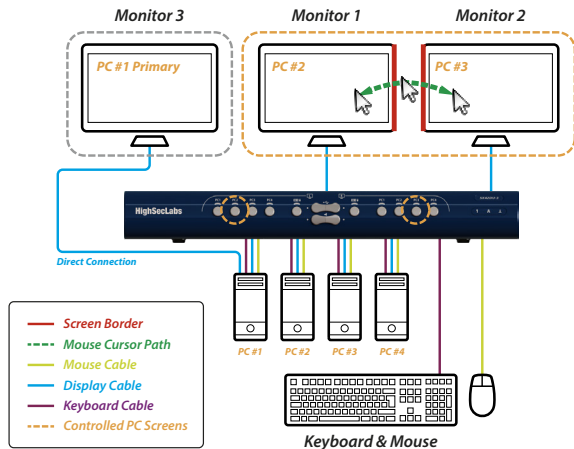 Monitor 3
Monitor 1
Monitor 2
PC #1 Primary
PC #2
PC #3
HighSecLabs
Direct Connection
PC #1
PC #2
PC #3
PC #4
Screen Border
Mouse Cursor Path
Mouse Cable
Display Cable
Keyboard Cable
Controlled PC Screens
Keyboard & Mouse